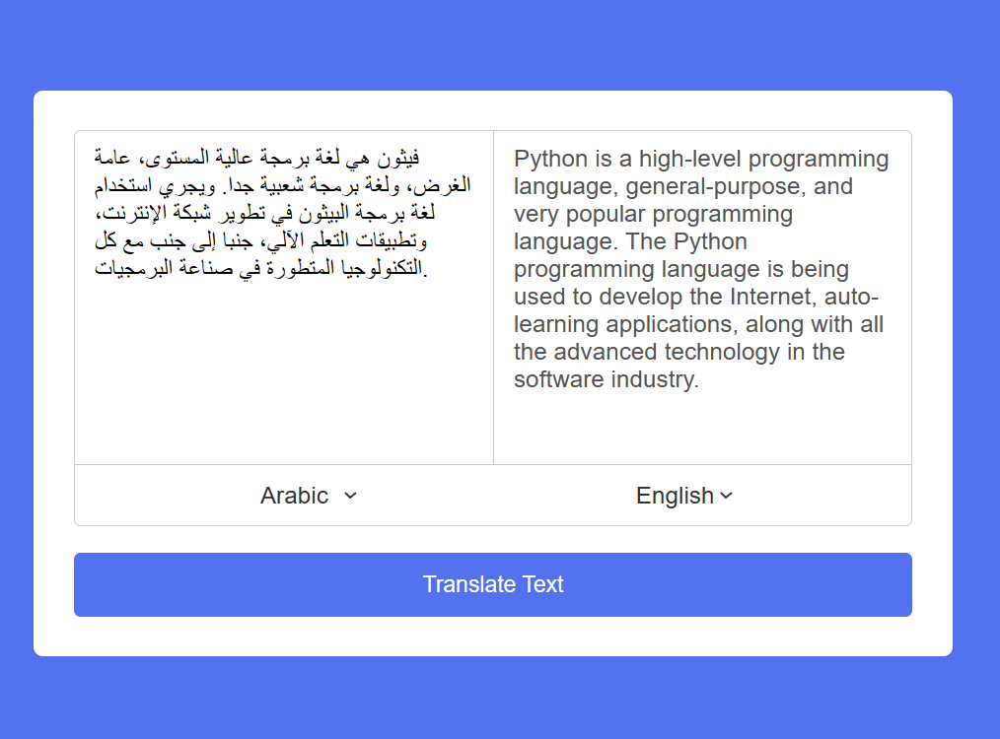 فيثون هي لغة برمجة عالية المستوى، عامة
الغرض، ولغة برمجة شعبية جدا. ويجري استخدام
لغة برمجة البيثون في تطوير شبكة الإنترنت،
وتطبيقات التعلم الآلي، جنبا إلى جنب مع كل
التكنولوجيا المتطورة في صناعة البرمجيات.
Python is a high-level programming
language, general-purpose, and
very popular programming
language. The Python
programming language is being
used to develop the Internet, auto-
learning applications, along with all
the advanced technology in the
software industry.
Arabic
English
Translate Text